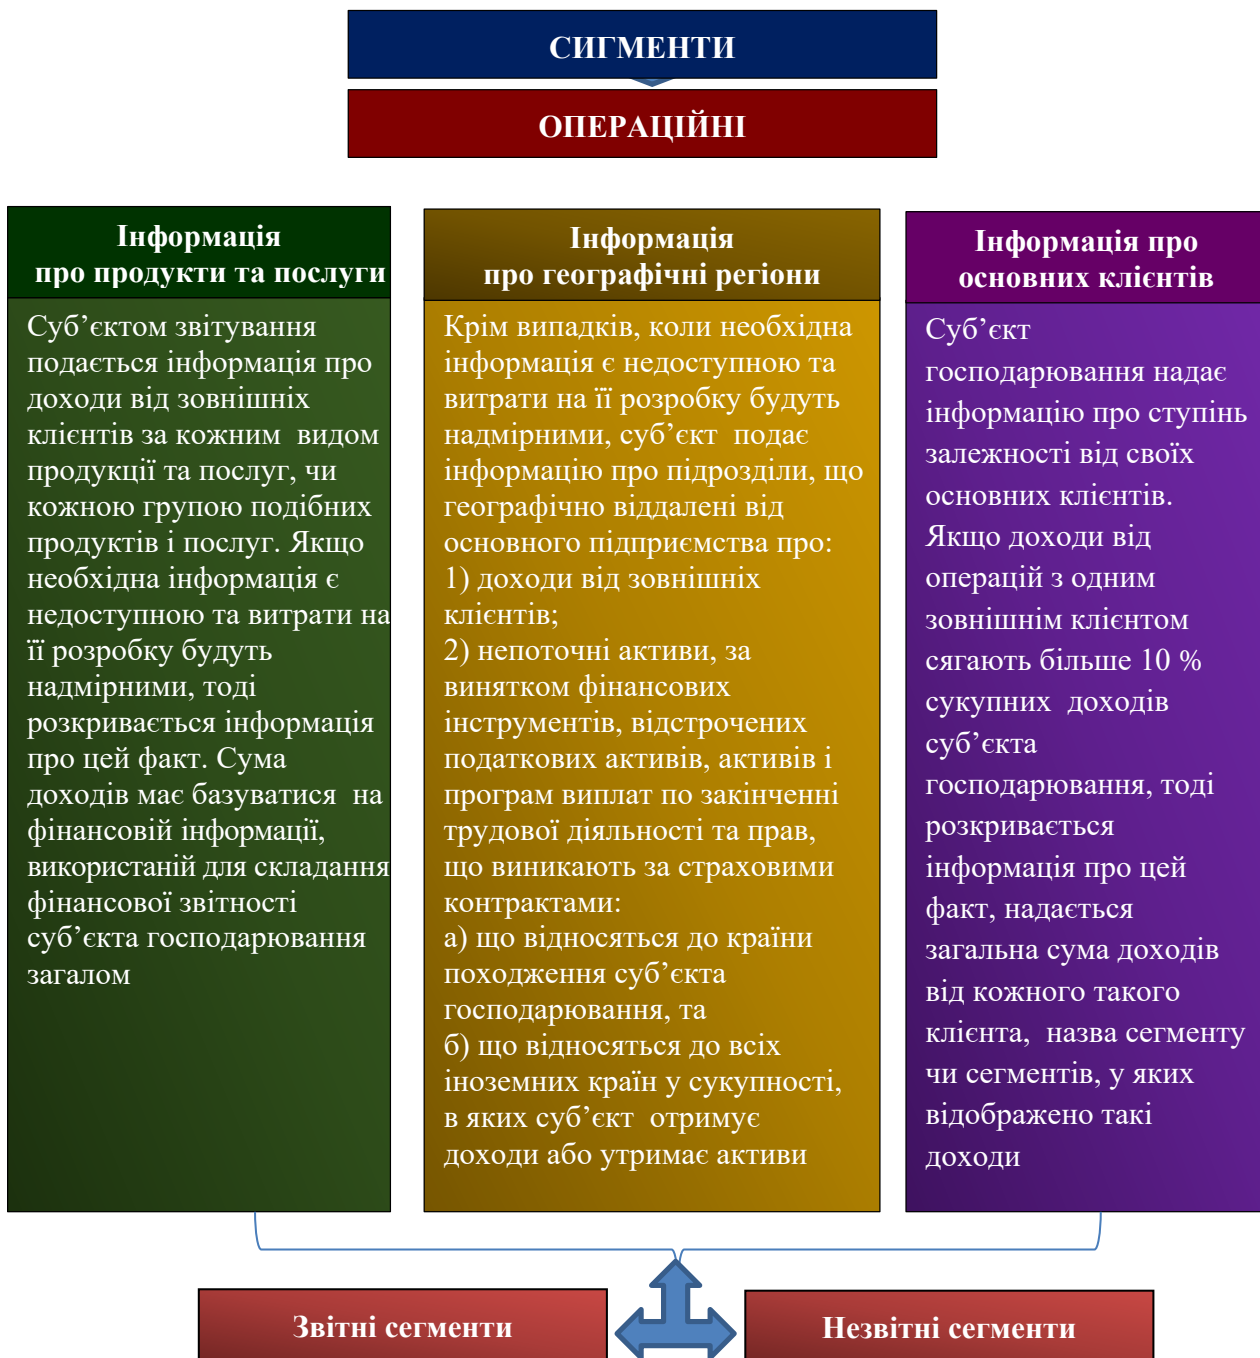 СИГМЕНТИ
ОПЕРАЦІЙНІ
Інформація
про продукти та послуги
Суб’єктом звітування
подається інформація про
доходи від зовнішніх
клієнтів за кожним видом
продукції та послуг, чи
кожною групою подібних
продуктів і послуг. Якщо
необхідна інформація є
недоступною та витрати на
її розробку будуть
надмірними, тоді
розкривається інформація
про цей факт. Сума
доходів має базуватися на
фінансовій інформації,
використаній для складання
фінансової звітності
суб’єкта господарювання
загалом
Інформація
про географічні регіони
Крім випадків, коли необхідна
інформація є недоступною та
витрати на її розробку будуть
надмірними, суб’єкт подає
інформацію про підрозділи, що
географічно віддалені від
основного підприємства про:
1) доходи від зовнішніх
клієнтів;
2) непоточні активи, за
винятком фінансових
інструментів, відстрочених
податкових активів, активів і
програм виплат по закінченні
трудової діяльності та прав,
що виникають за страховими
контрактами:
а) що відносяться до країни
походження суб’єкта
господарювання, та
б) що відносяться до всіх
іноземних країн у сукупності,
в яких суб’єкт отримує
доходи або утримає активи
Інформація про
основних клієнтів
Суб’єкт
господарювання надає
інформацію про ступінь
залежності від своїх
основних клієнтів.
Якщо доходи від
операцій з одним
зовнішнім клієнтом
сягають більше 10 %
сукупних доходів
суб’єкта
господарювання, тоді
розкривається
інформація про цей
факт, надається
загальна сума доходів
від кожного такого
клієнта, назва сегменту
чи сегментів, у яких
відображено такі
доходи
Звітні сегменти
Незвітні сегменти